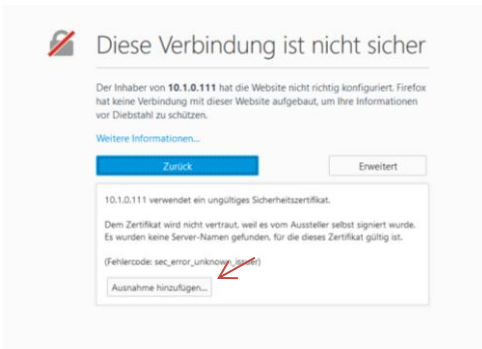 Diese Verbindung ist nicht sicher
Der Inhaber von 10.1.0.111 hat die Website nicht richtig konfiguriert. Firefox
hat keine Verbindung mit dieser Website aufgebaut, um Ihre Informationen
vor Diebstahl zu schützen.
Weitere Informationen...
Zurück
Erweitert
10.1.0.111 verwendet ein ungültiges Sicherheitszertifikat.
Dem Zertifikat wird nicht vertraut, weil es vom Aussteller selbst signiert wurde.
Es wurden keine Server-Namen gefunden, für die dieses Zertifikat gültig ist.
(Fehlercode: sec_error_unknown_issuer)
Ausnahme hinzufügen...